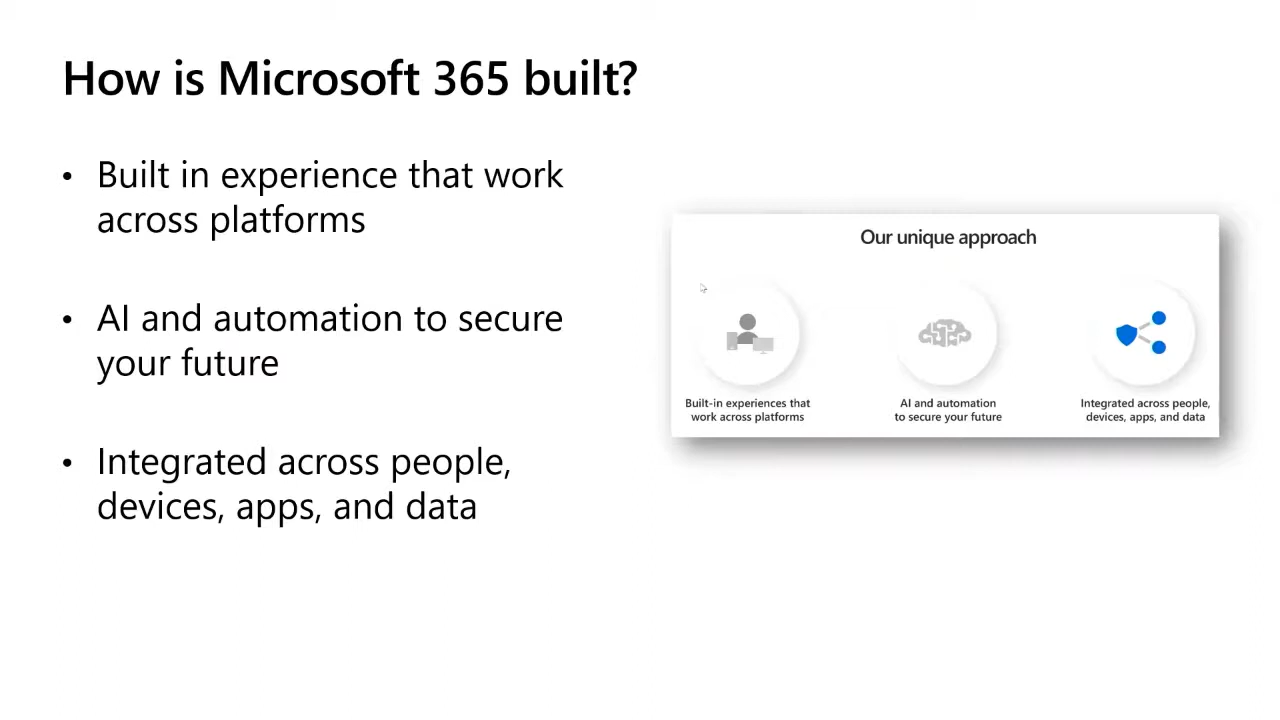 How is Microsoft 365 built?
• Built in experience that work
across platforms
• AI and automation to secure
your future
• Integrated across people,
devices, apps, and data
Our unique approach
Built-in experiences that
work across platforms
AI and automation
to secure your future
Integrated across people,
devices, apps, and data